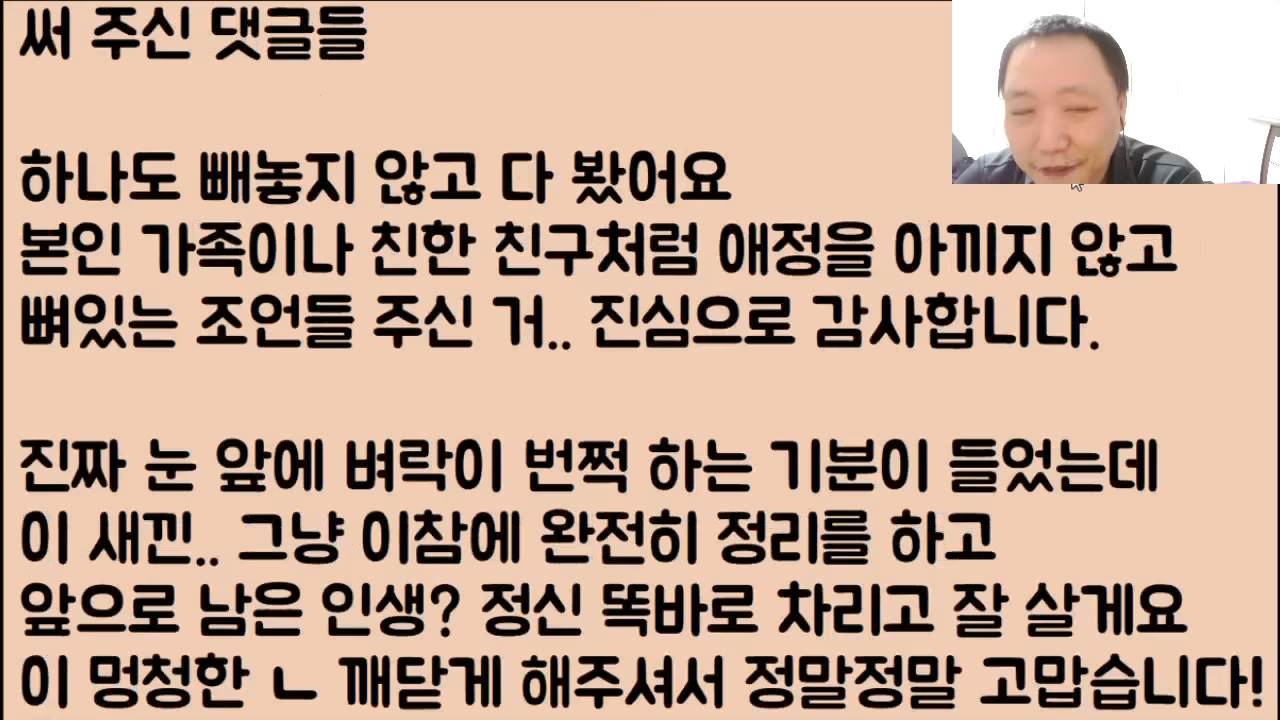 써 주신 댓글들
하나도 빼놓지 않고 다 봤어요
본인 가족이나 친한 친구처럼 애정을 아끼지 않고
뼈있는 조언들 주신 거.. 진심으로 감사합니다.
진짜 눈 앞에 벼락이 번쩍 하는 기분이 들었는데
이 새낀.. 그냥 이참에 완전히 정리를 하고
앞으로 남은 인생? 정신 똑바로 차리고 잘 살게요
이 멍청한 ㄴ 깨닫게 해주셔서 정말정말 고맙습니다!